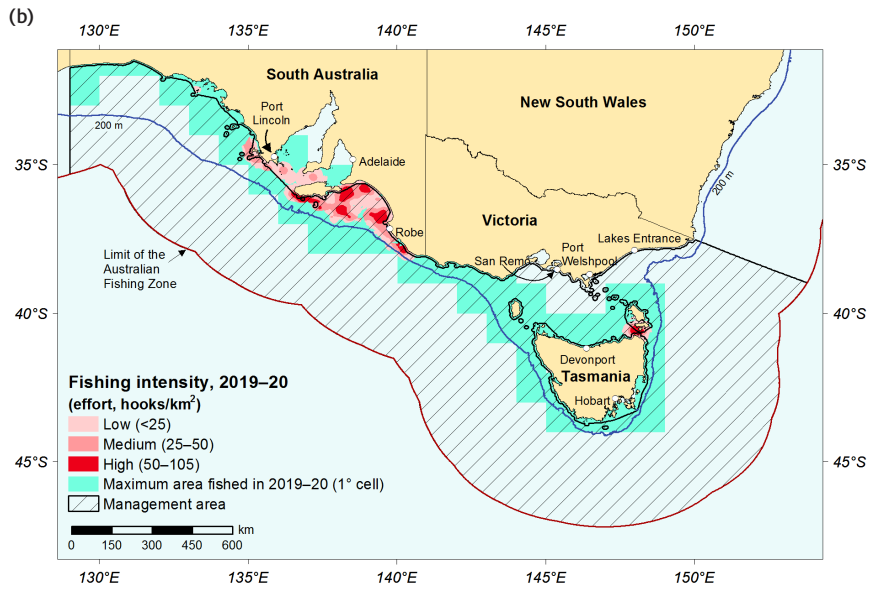 (b)
130°E 135°E 140°E 145°E 150°E
South Australia
New South Wales
Port
Lincoln
200 m
Adelaide
35°S 35°S
200 m
Victoria
Robe
Lakes Entrance
Port
Welshpool
San Remo
Limit of the
Australian
Fishing Zone
40°S 40°S
Devonport
Tasmania
Hobart
Fishing intensity, 2019–20
(effort, hooks/km²)
Low (<25)
Medium (25–50)
High (50–105)
Maximum area fished in 2019–20 (1° cell)
Management area
45°S 45°S
km
0 150 300 450 600
130°E 135°E 140°E 145°E 150°E